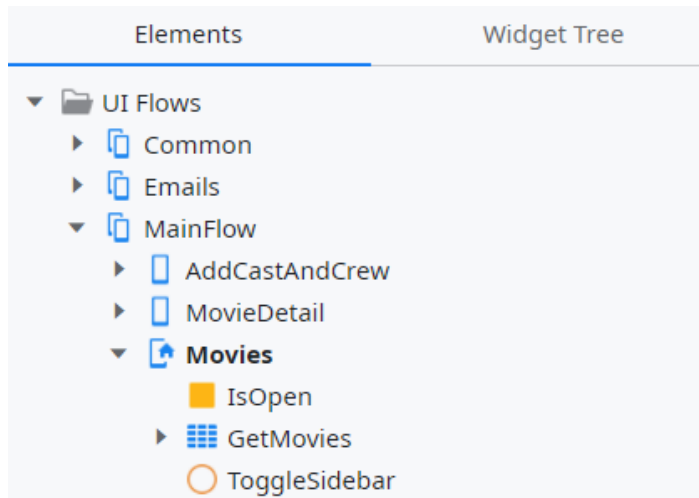 Elements Widget Tree
UI Flows
Common
Emails
MainFlow
AddCastAndCrew
MovieDetail
Movies
IsOpen
GetMovies
ToggleSidebar